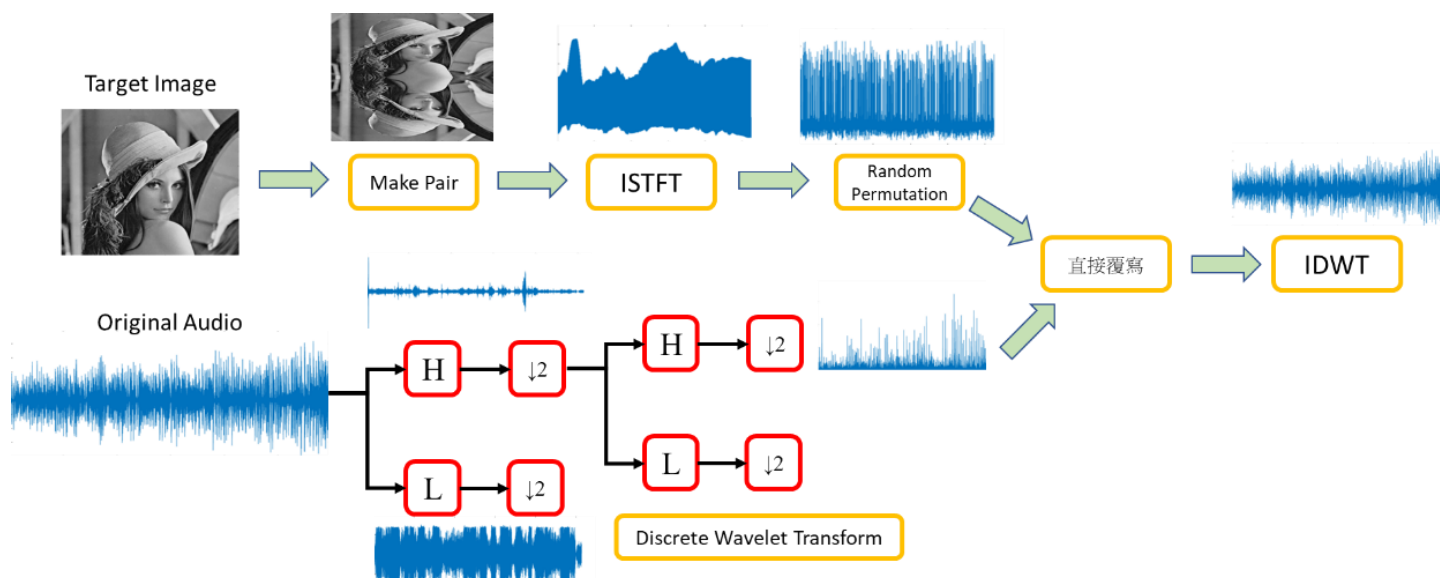 Target Image
Make Pair
ISTFT
Random
Permutation
直接覆寫
IDWT
Original Audio
H
↓2
H
↓2
L
↓2
L
↓2
Discrete Wavelet Transform